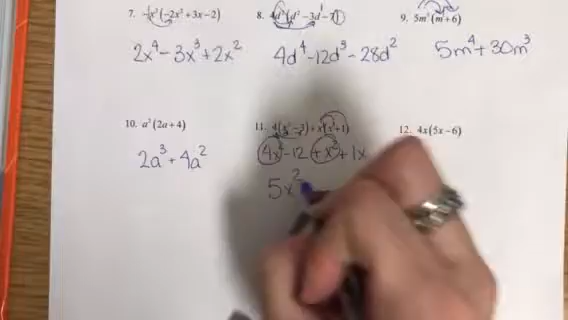 7. -x²(-2x²+3x-2) 8. 4d²(d²-3d-7) 9. 5m³(m+6)
2x⁴-3x³+2x² 4d⁴-12d³-28d² 5m⁴+30m³
10. a²(2a+4) 11. 4(x²-3)+x(x+1) 12. 4x(5x-6)
2a³+4a² 4x²-12+x²+1x
5x²